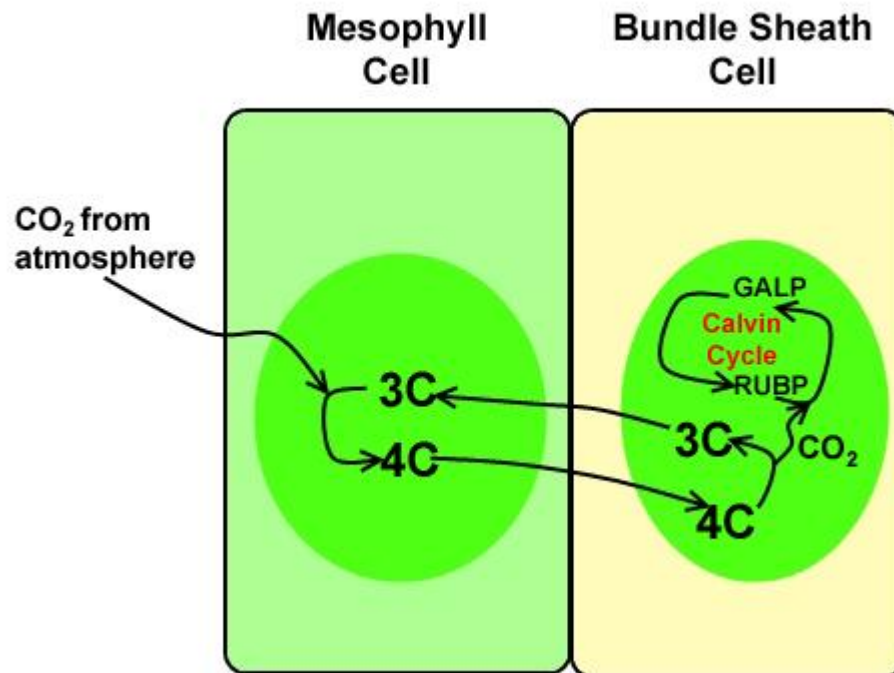 Mesophyll
Cell
Bundle Sheath
Cell
CO₂ from
atmosphere
3C
4C
GALP
Calvin
Cycle
RUBP
3C
CO₂
4C